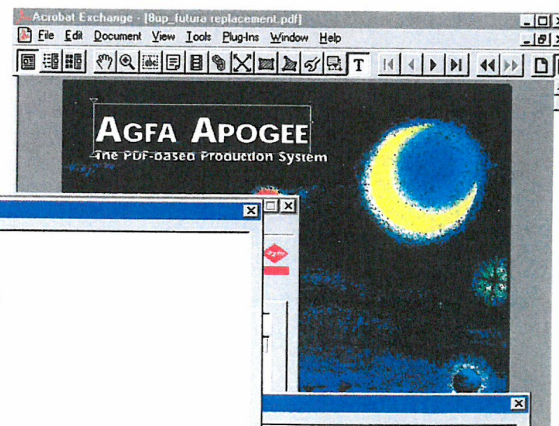 Acrobat Exchange - [8up_futura replacement.pdf]
File Edit Document View Tools Plug-Ins Window Help
T
AGFA APOGEE
The PDF-based Production System